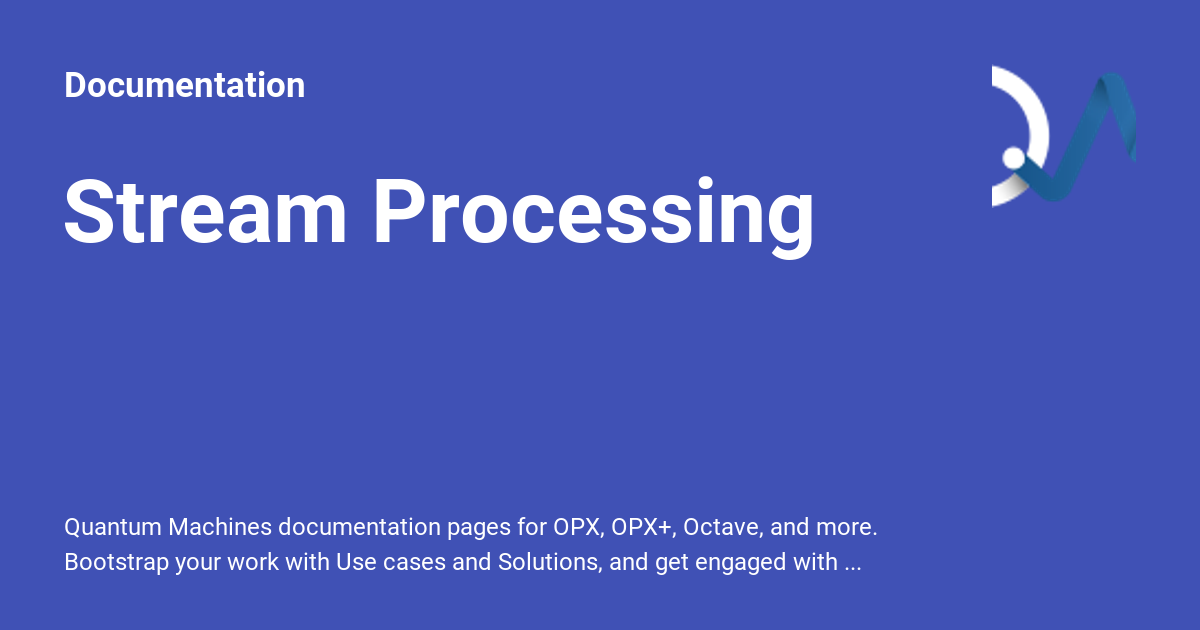 Documentation
Stream Processing
Quantum Machines documentation pages for OPX, OPX+, Octave, and more.
Bootstrap your work with Use cases and Solutions, and get engaged with ...